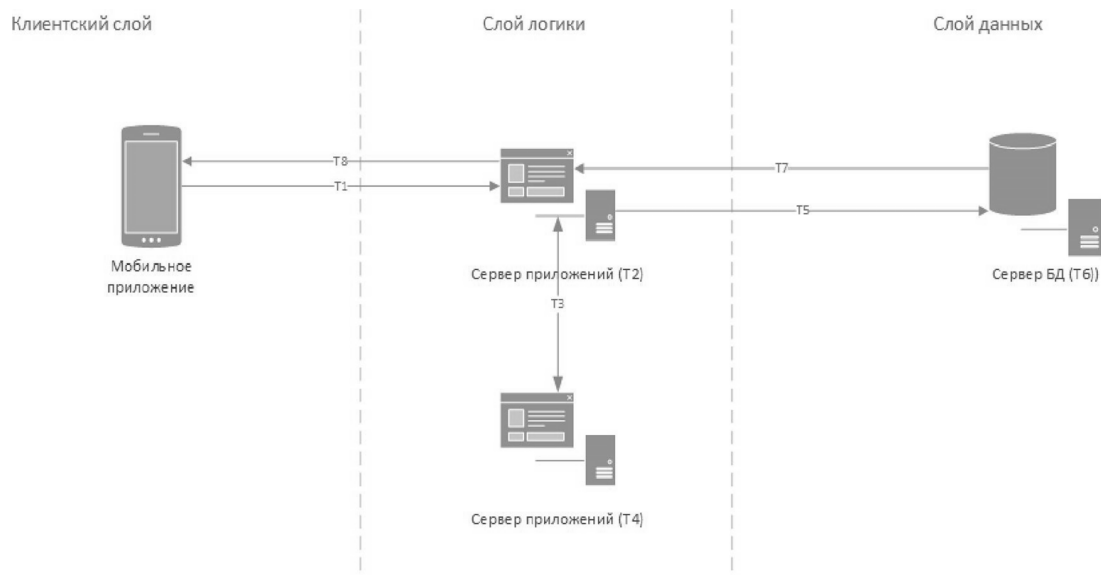 Клиентский слой
Слой логики
Слой данных
T8
T1
T7
T5
Мобильное
приложение
Сервер приложений (T2)
Сервер БД (T6))
T3
Сервер приложений (T4)